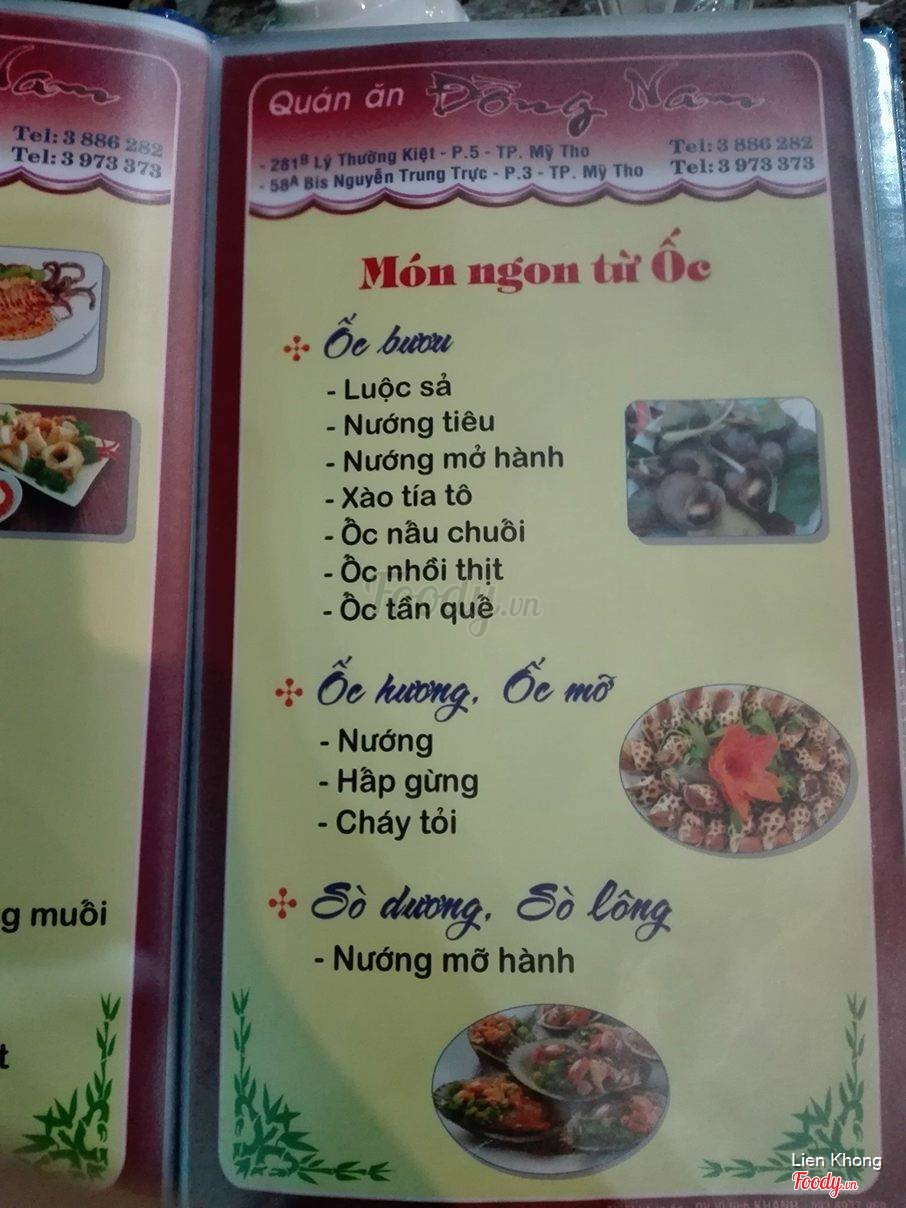 Nam
Tel: 3 886 282
Tel: 3 973 373
g muối
t
Quán ăn Đồng Nam
- 281B Lý Thường Kiệt - P.5 - TP. Mỹ Tho
Tel: 3 886 282
- 58A Bis Nguyễn Trung Trực - P.3 - TP. Mỹ Tho
Tel: 3 973 373
Món ngon từ Ốc
Ốc bươu
- Luộc sả
- Nướng tiêu
- Nướng mở hành
- Xào tía tô
- Ốc nấu chuối
- Ốc nhồi thịt
- Ốc tần quế
Foody.vn
Ốc hương, Ốc mỡ
- Nướng
- Hấp gừng
- Cháy tỏi
Sò dương, Sò lông
- Nướng mỡ hành
Lien Khong
Foody.vn